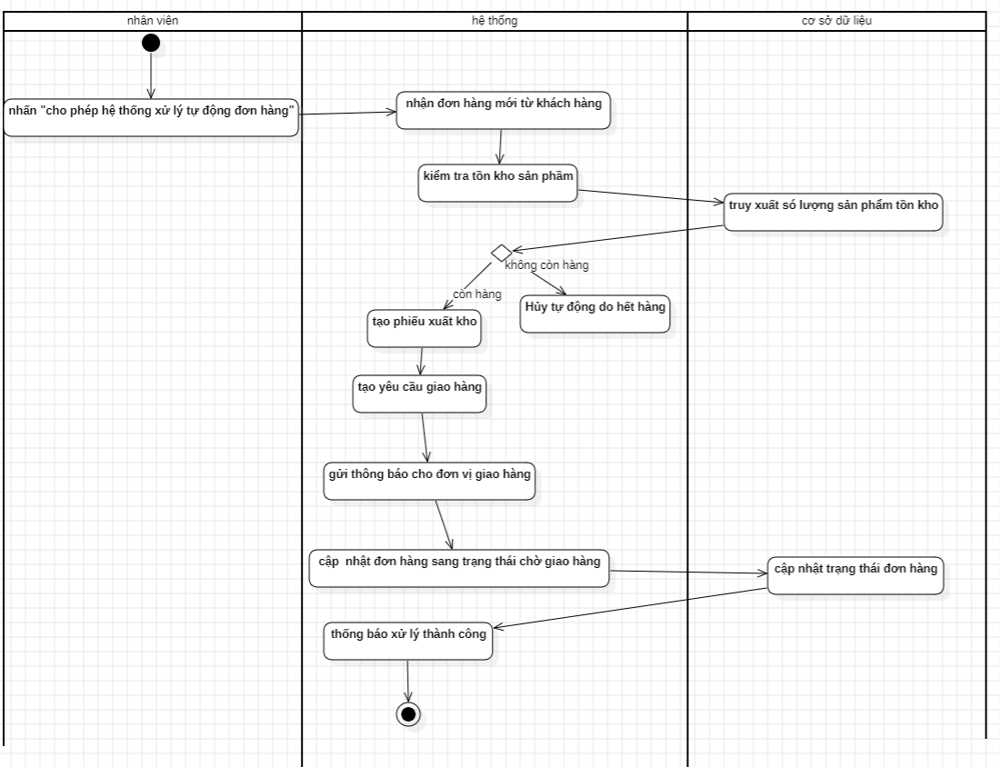 nhân viên
hệ thống
cơ sở dữ liệu
nhấn "cho phép hệ thống xử lý tự động đơn hàng"
nhận đơn hàng mới từ khách hàng
kiểm tra tồn kho sản phầm
truy xuất só lượng sản phẩm tồn kho
không còn hàng
còn hàng
Hủy tự động do hết hàng
tạo phiếu xuất kho
tạo yêu cầu giao hàng
gửi thông báo cho đơn vị giao hàng
cập  nhật đơn hàng sang trạng thái chờ giao hàng
cập nhật trạng thái đơn hàng
thống báo xử lý thành công